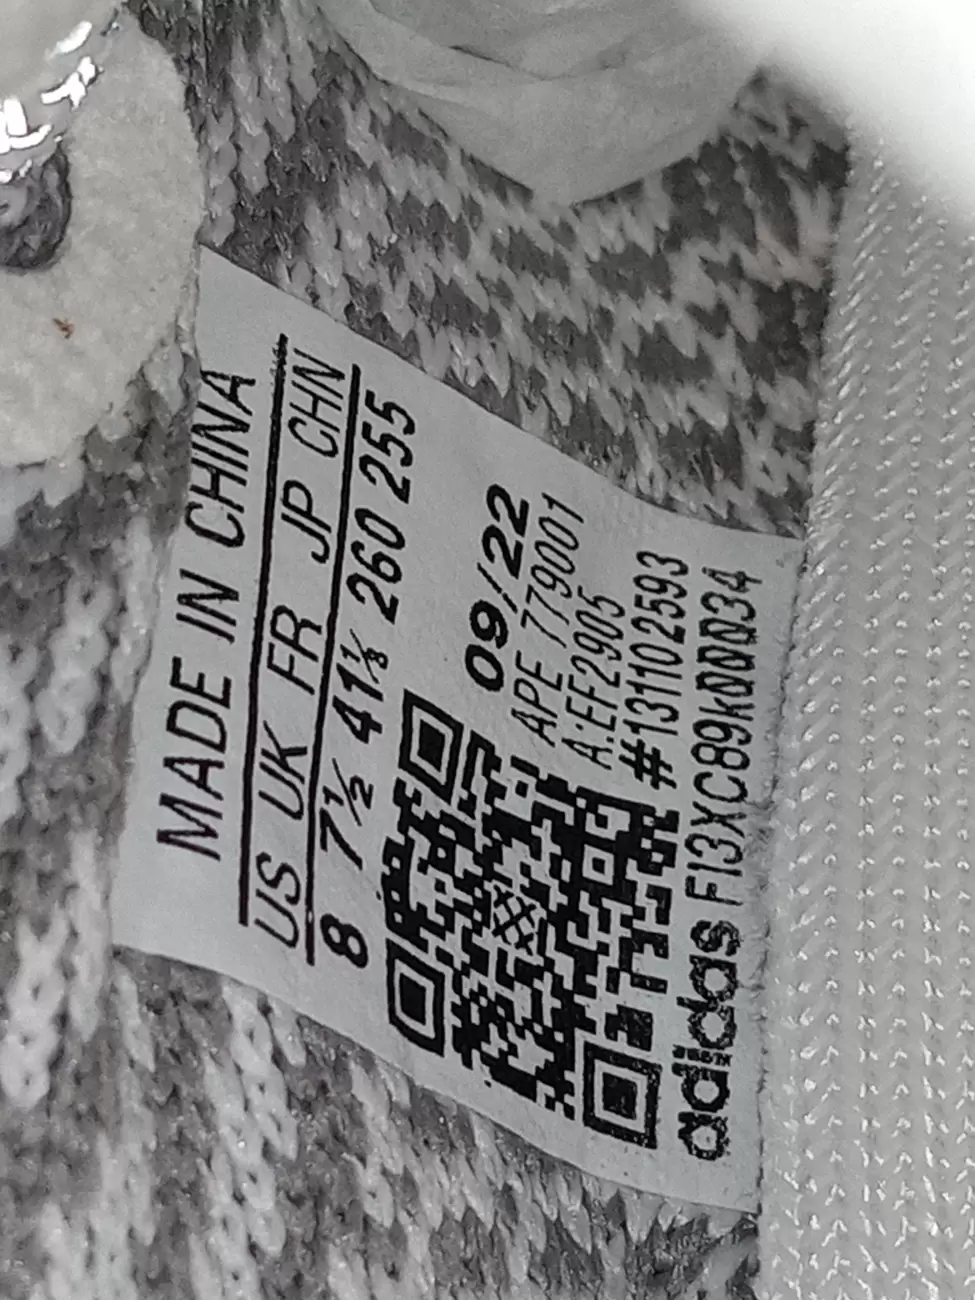 MADE IN CHINA
US UK FR JP CHN
8 7½ 41⅓ 260 255
09/22
APE 779001
A:EF2905
#131102593
adidas F13XC89k00034